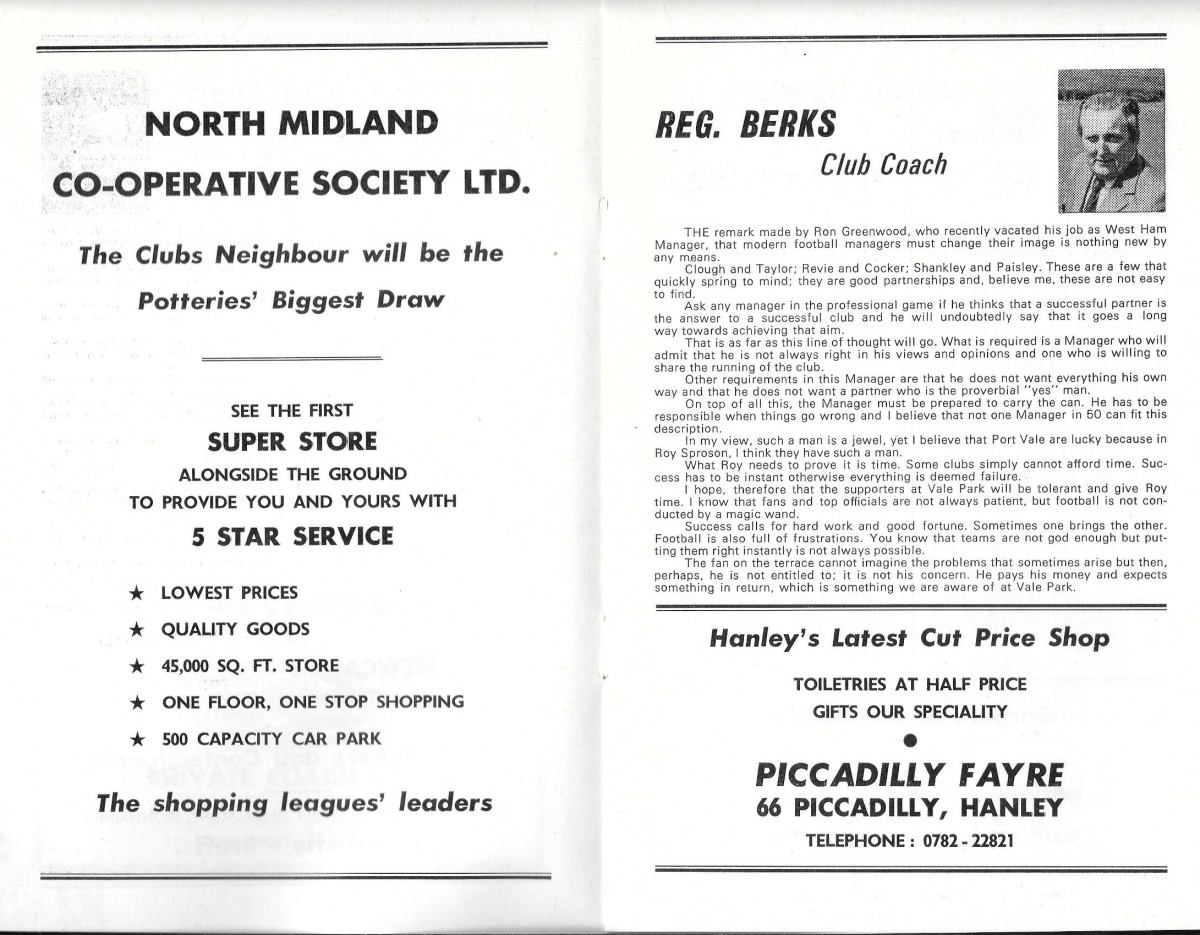 NORTH MIDLAND
CO-OPERATIVE SOCIETY LTD.
The Clubs Neighbour will be the
Potteries' Biggest Draw
SEE THE FIRST
SUPER STORE
ALONGSIDE THE GROUND
TO PROVIDE YOU AND YOURS WITH
5 STAR SERVICE
★ LOWEST PRICES
★ QUALITY GOODS
★ 45,000 SQ. FT. STORE
★ ONE FLOOR, ONE STOP SHOPPING
★ 500 CAPACITY CAR PARK
The shopping leagues' leaders
REG. BERKS
Club Coach
THE remark made by Ron Greenwood, who recently vacated his job as West Ham
Manager, that modern football managers must change their image is nothing new by
any means.
Clough and Taylor; Revie and Cocker; Shankley and Paisley. These are a few that
quickly spring to mind; they are good partnerships and, believe me, these are not easy
to find.
Ask any manager in the professional game if he thinks that a successful partner is
the answer to a successful club and he will undoubtedly say that it goes a long
way towards achieving that aim.
That is as far as this line of thought will go. What is required is a Manager who will
admit that he is not always right in his views and opinions and one who is willing to
share the running of the club.
Other requirements in this Manager are that he does not want everything his own
way and that he does not want a partner who is the proverbial "yes" man.
On top of all this, the Manager must be prepared to carry the can. He has to be
responsible when things go wrong and I believe that not one Manager in 50 can fit this
description.
In my view, such a man is a jewel, yet I believe that Port Vale are lucky because in
Roy Sproson, I think they have such a man.
What Roy needs to prove it is time. Some clubs simply cannot afford time. Suc-
cess has to be instant otherwise everything is deemed failure.
I hope, therefore that the supporters at Vale Park will be tolerant and give Roy
time. I know that fans and top officials are not always patient, but football is not con-
ducted by a magic wand.
Success calls for hard work and good fortune. Sometimes one brings the other.
Football is also full of frustrations. You know that teams are not god enough but put-
ting them right instantly is not always possible.
The fan on the terrace cannot imagine the problems that sometimes arise but then,
perhaps, he is not entitled to; it is not his concern. He pays his money and expects
something in return, which is something we are aware of at Vale Park.
Hanley's Latest Cut Price Shop
TOILETRIES AT HALF PRICE
GIFTS OUR SPECIALITY
●
PICCADILLY FAYRE
66 PICCADILLY, HANLEY
TELEPHONE : 0782 - 22821